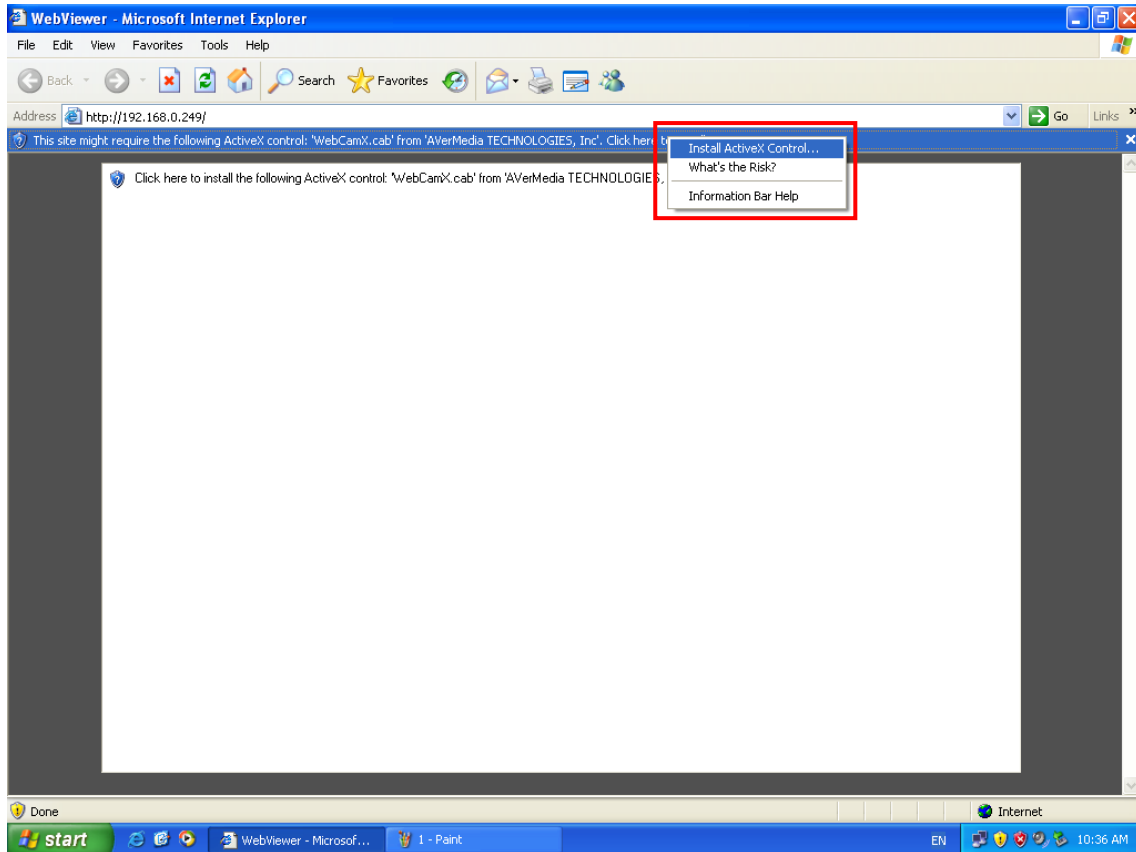 WebViewer - Microsoft Internet Explorer
File Edit View Favorites Tools Help
Back Search Favorites
Address http://192.168.0.249/ Go Links »
This site might require the following ActiveX control: 'WebCamX.cab' from 'AVerMedia TECHNOLOGIES, Inc'. Click here
Install ActiveX Control...
What's the Risk?
Information Bar Help
Click here to install the following ActiveX control: 'WebCamX.cab' from 'AVerMedia TECHNOLOGIES,
Done Internet
start WebViewer - Microsof... 1 - Paint EN 10:36 AM